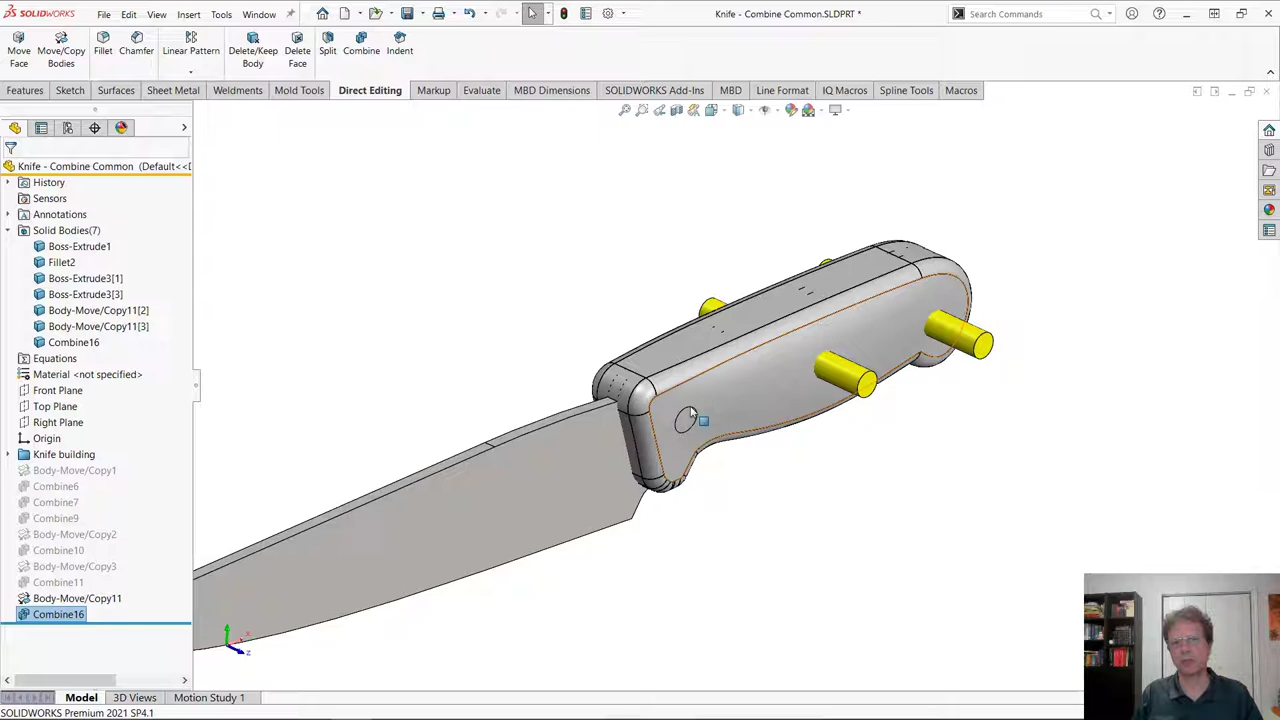 SOLIDWORKS File Edit View Insert Tools Window Knife - Combine Common.SLDPRT * Search Commands
Move Face Move/Copy Bodies Fillet Chamfer Linear Pattern Delete/Keep Body Delete Face Split Combine Indent
Features Sketch Surfaces Sheet Metal Weldments Mold Tools Direct Editing Markup Evaluate MBD Dimensions SOLIDWORKS Add-Ins MBD Line Format IQ Macros Spline Tools Macros
Knife - Combine Common (Default<<D
History
Sensors
Annotations
Solid Bodies(7)
Boss-Extrude1
Fillet2
Boss-Extrude3[1]
Boss-Extrude3[3]
Body-Move/Copy11[2]
Body-Move/Copy11[3]
Combine16
Equations
Material <not specified>
Front Plane
Top Plane
Right Plane
Origin
Knife building
Body-Move/Copy1
Combine6
Combine7
Combine9
Body-Move/Copy2
Combine10
Body-Move/Copy3
Combine11
Body-Move/Copy11
Combine16
x
z
Model 3D Views Motion Study 1
SOLIDWORKS Premium 2021 SP4.1